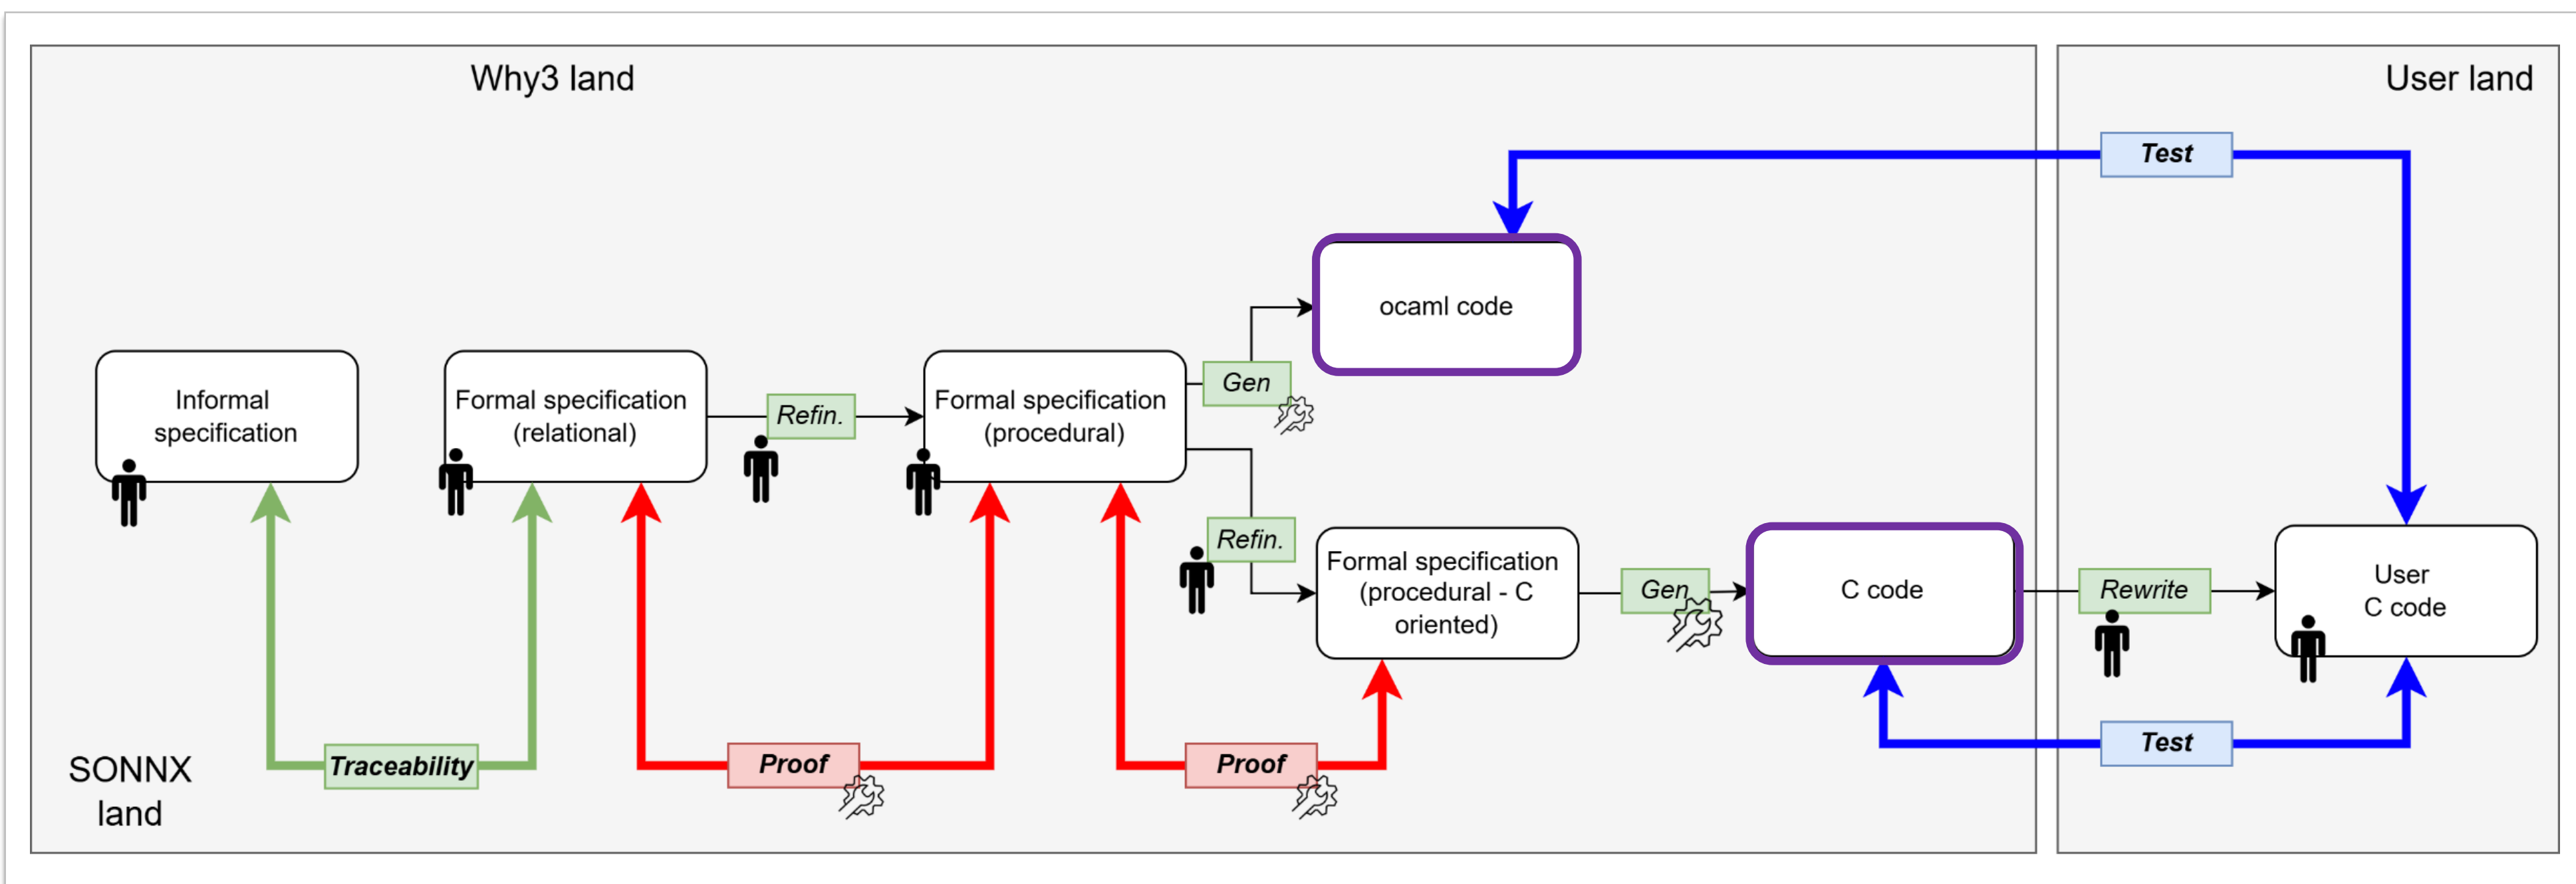 Why3 land
User land
Test
ocaml code
Informal
specification
Formal specification
(relational)
Refin.
Formal specification
(procedural)
Gen
Refin.
Formal specification
(procedural - C
oriented)
Gen
C code
Rewrite
User
C code
SONNX
land
Traceability
Proof
Proof
Test